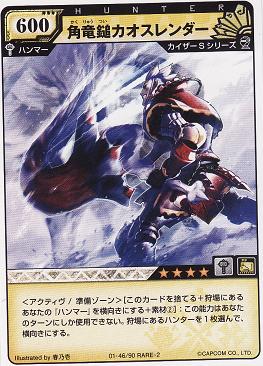 HUNTER
600
かくりゅうつい
角竜鎚カオスレンダー
ハンマー
カイザーSシリーズ
<アクティヴ / 準備ゾーン>[このカードを捨てる+狩場にある
あなたの「ハンマー」を横向きにする+素材②]:この能力はあなた
のターンにしか使用できない。狩場にあるハンターを1枚選んで、
横向きにする。
Illustrated by 春乃壱
01-46/90 RARE-2
©CAPCOM CO., LTD.